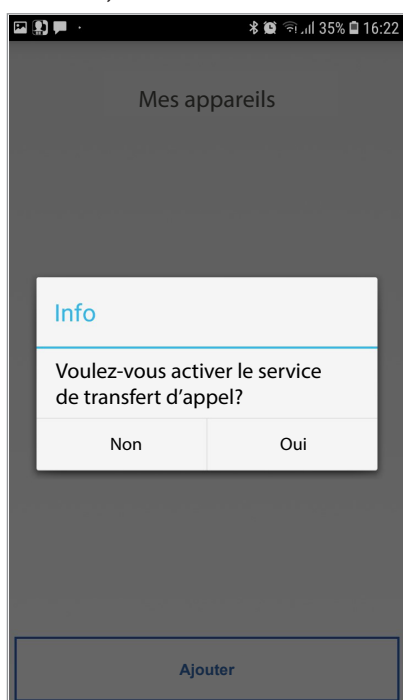 35% 16:22
Mes appareils
Info
Voulez-vous activer le service
de transfert d'appel?
Non Oui
Ajouter